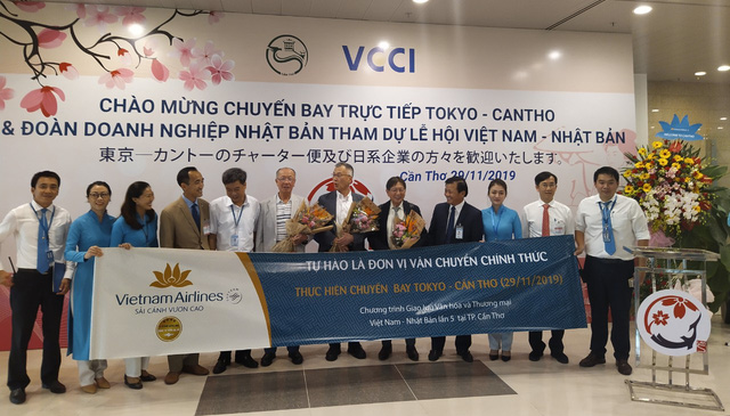 VCCI
CHÀO MỪNG CHUYẾN BAY TRỰC TIẾP TOKYO - CANTHO
& ĐOÀN DOANH NGHIỆP NHẬT BẢN THAM DỰ LỄ HỘI VIỆT NAM - NHẬT BẢN
東京―カントーのチャーター便及び日系企業の方々を歓迎いたします。
Cần Thơ 29/11/2019
Vietnam Airlines
SẢI CÁNH VƯƠN CAO
TỰ HÀO LÀ ĐƠN VỊ VẬN CHUYỂN CHÍNH THỨC
THỰC HIỆN CHUYẾN BAY TOKYO - CẦN THƠ (29/11/2019)
Chương trình Giao lưu Văn hóa và Thương mại
Việt Nam - Nhật Bản lần 5 tại TP. Cần Thơ